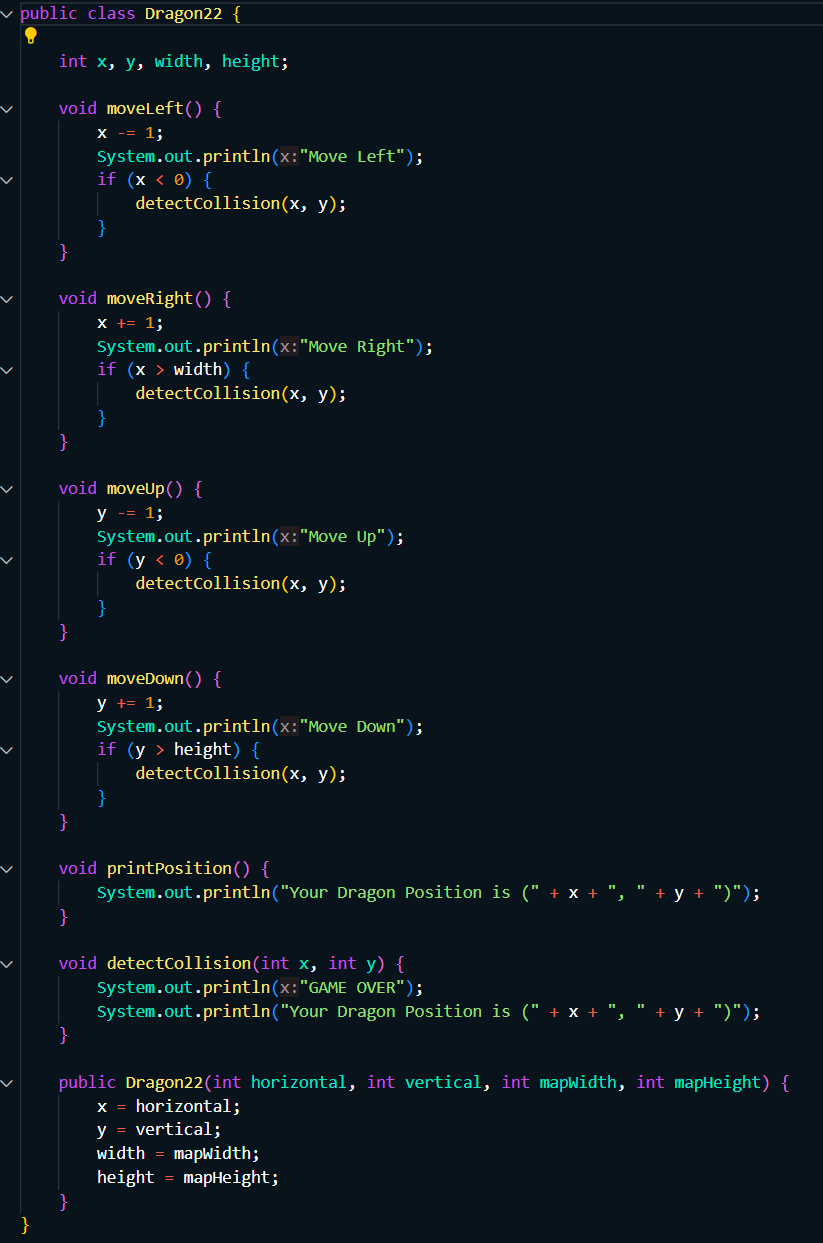 public class Dragon22 {
    int x, y, width, height;
    void moveLeft() {
        x -= 1;
        System.out.println(x:"Move Left");
        if (x < 0) {
            detectCollision(x, y);
        }
    }
    void moveRight() {
        x += 1;
        System.out.println(x:"Move Right");
        if (x > width) {
            detectCollision(x, y);
        }
    }
    void moveUp() {
        y -= 1;
        System.out.println(x:"Move Up");
        if (y < 0) {
            detectCollision(x, y);
        }
    }
    void moveDown() {
        y += 1;
        System.out.println(x:"Move Down");
        if (y > height) {
            detectCollision(x, y);
        }
    }
    void printPosition() {
        System.out.println("Your Dragon Position is (" + x + ", " + y + ")");
    }
    void detectCollision(int x, int y) {
        System.out.println(x:"GAME OVER");
        System.out.println("Your Dragon Position is (" + x + ", " + y + ")");
    }
    public Dragon22(int horizontal, int vertical, int mapWidth, int mapHeight) {
        x = horizontal;
        y = vertical;
        width = mapWidth;
        height = mapHeight;
    }
}